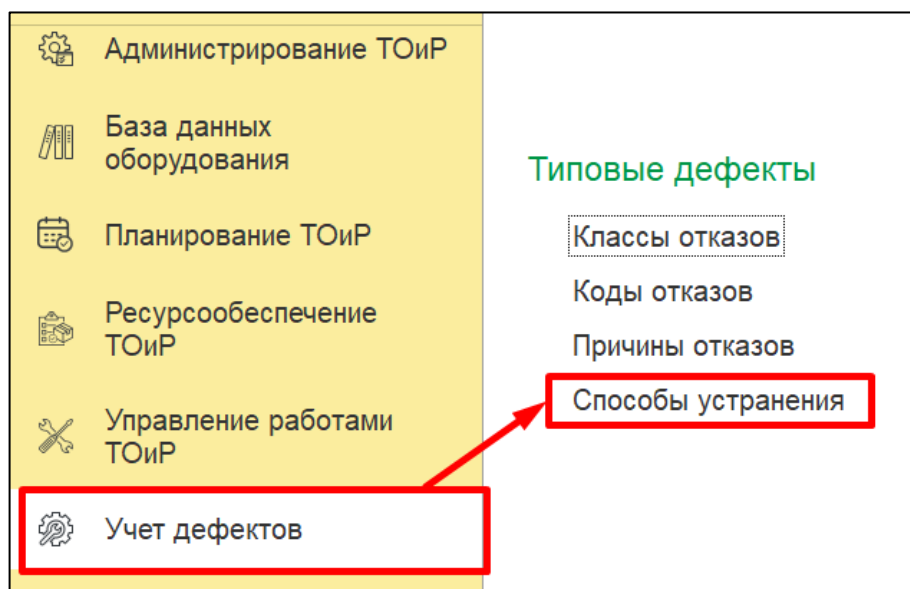 Администрирование ТОиР
База данных
оборудования
Планирование ТОиР
Ресурсообеспечение
ТОиР
Управление работами
ТОиР
Учет дефектов
Типовые дефекты
Классы отказов
Коды отказов
Причины отказов
Способы устранения